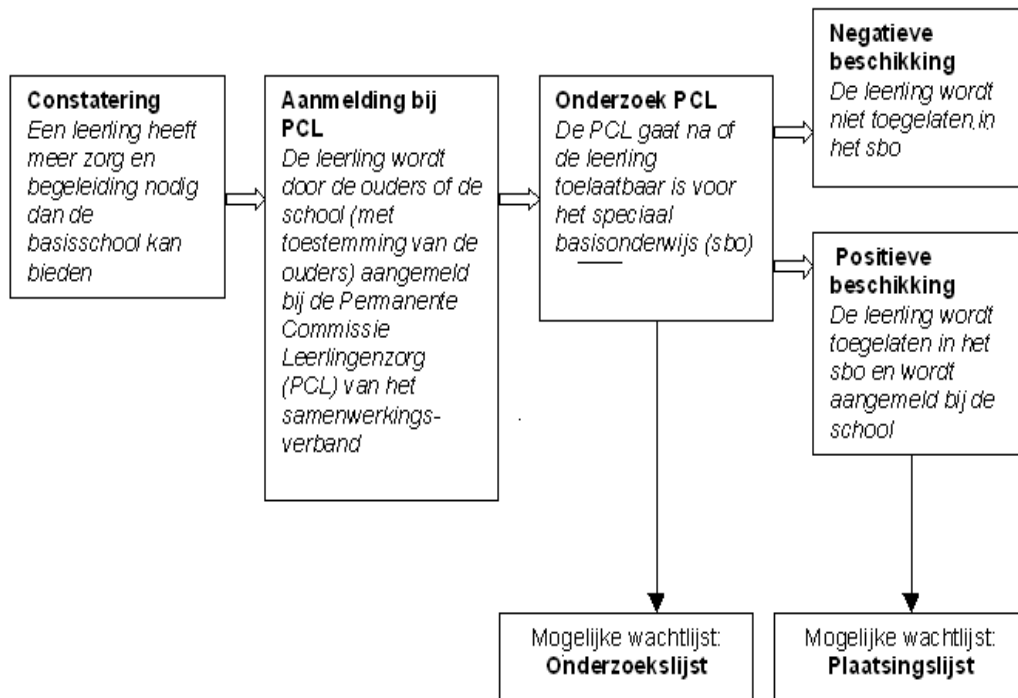 Constatering
Een leerling heeft
meer zorg en
begeleiding nodig
dan de
basisschool kan
bieden
Aanmelding bij
PCL
De leerling wordt
door de ouders of de
school (met
toestemming van de
ouders) aangemeld
bij de Permanente
Commissie
Leerlingenzorg
(PCL) van het
samenwerkings-
verband
Onderzoek PCL
De PCL gaat na of
de leerling
toelaatbaar is voor
het speciaal
basisonderwijs (sbo)
Negatieve
beschikking
De leerling wordt
niet toegelaten in
het sbo
Positieve
beschikking
De leerling wordt
toegelaten in het
sbo en wordt
aangemeld bij de
school
Mogelijke wachtlijst:
Onderzoekslijst
Mogelijke wachtlijst:
Plaatsingslijst